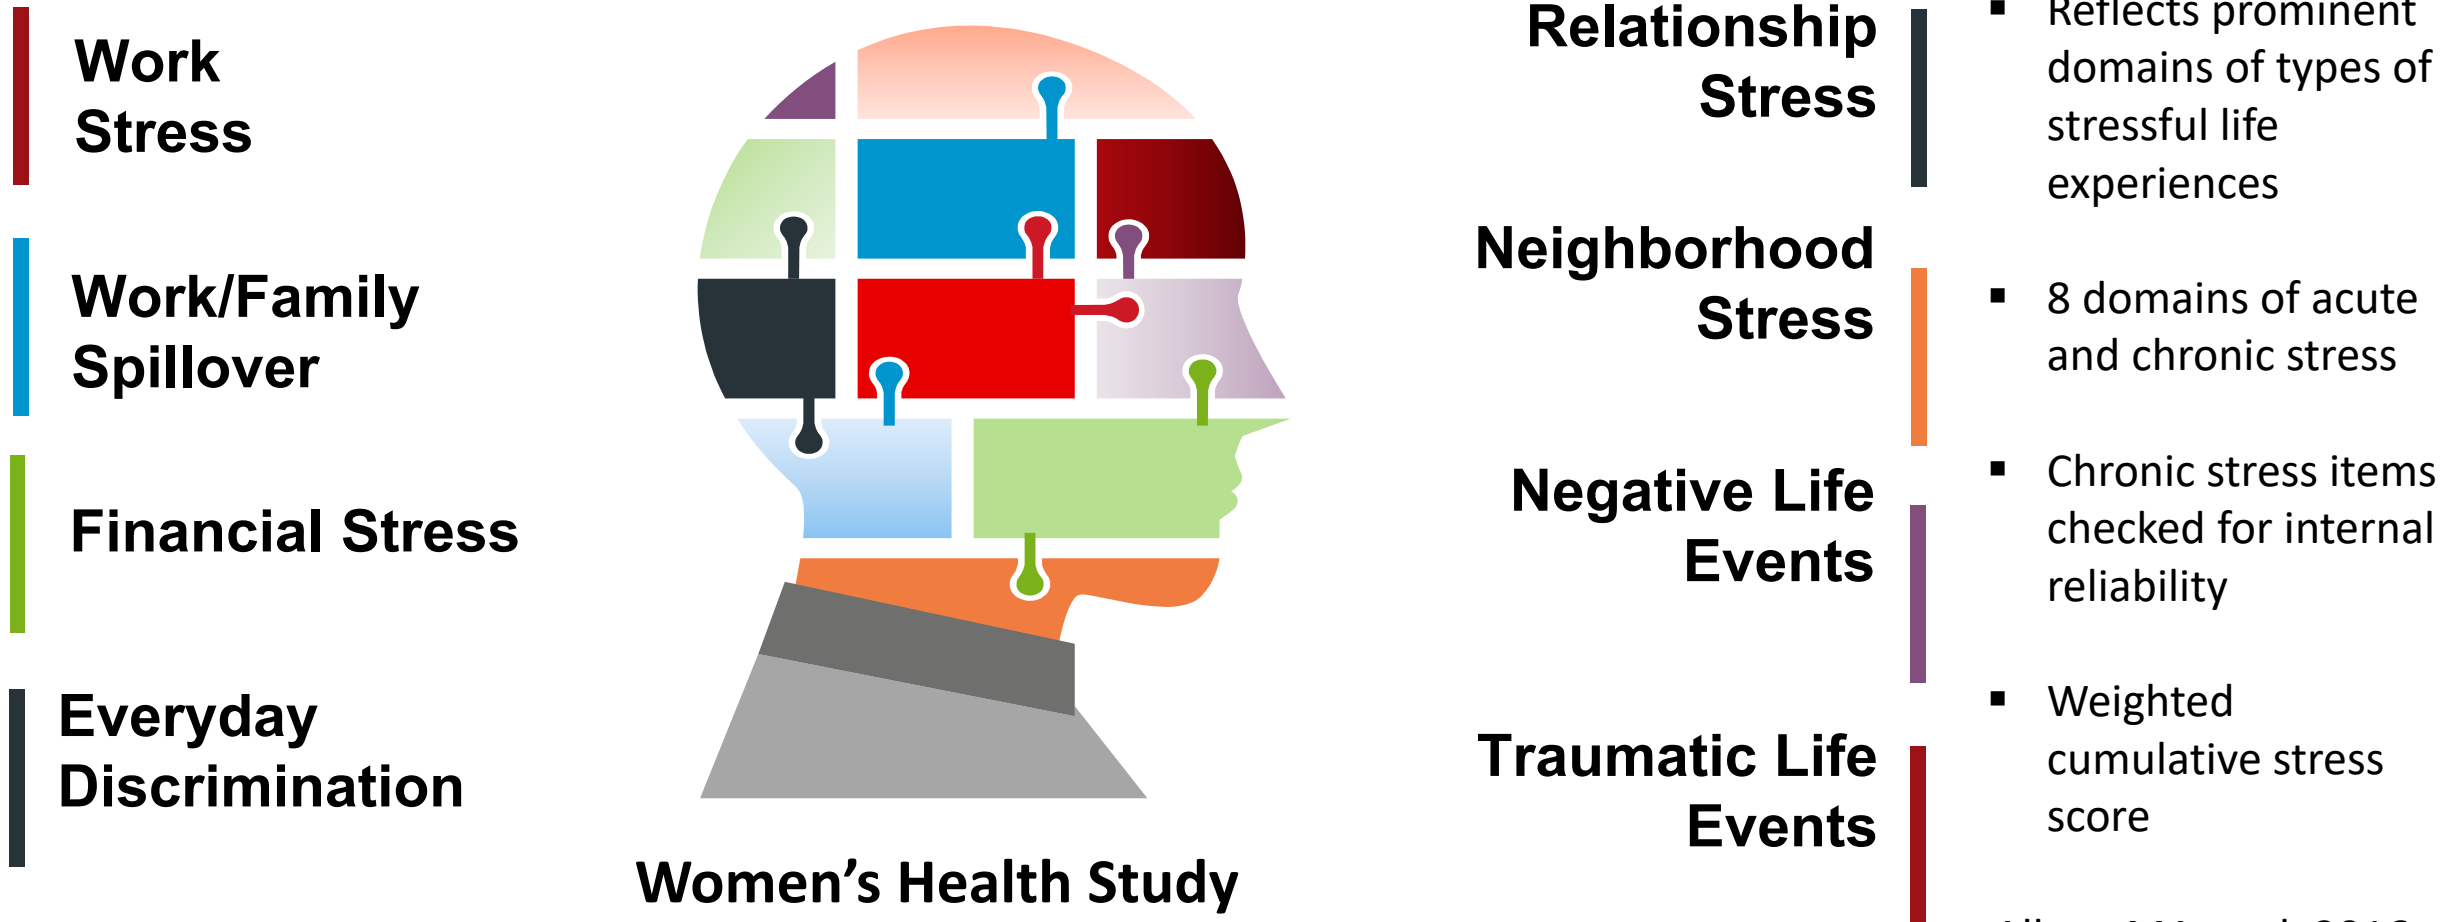 Work
Stress
Work/Family
Spillover
Financial Stress
Everyday
Discrimination
Women’s Health Study
Relationship
Stress
Neighborhood
Stress
Negative Life
Events
Traumatic Life
Events
▪ Reflects prominent
domains of types of
stressful life
experiences
▪ 8 domains of acute
and chronic stress
▪ Chronic stress items
checked for internal
reliability
▪ Weighted
cumulative stress
score